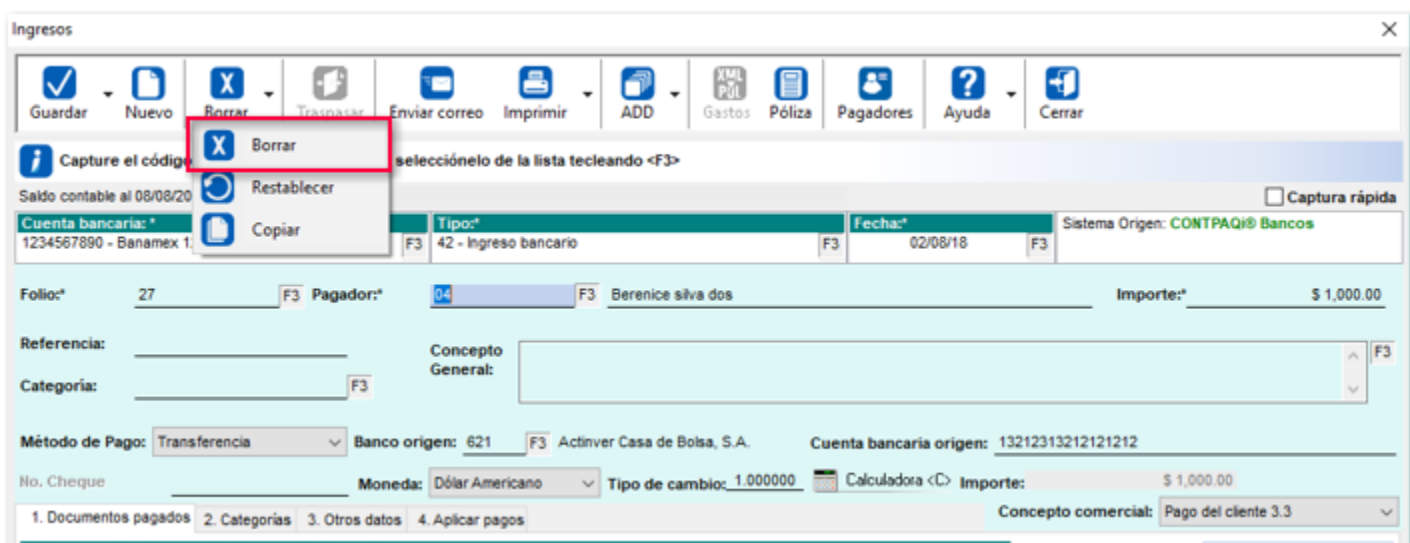 Ingresos
Guardar Nuevo Borrar Traspasar Enviar correo Imprimir ADD XML PÓL Gastos Póliza Pagadores Ayuda Cerrar
Borrar
Capture el código selecciónelo de la lista tecleando <F3>
Restablecer
Saldo contable al 08/08/20 Captura rápida
Copiar
Cuenta bancaria: * Tipo:* Fecha:* Sistema Origen: CONTPAQi® Bancos
1234567890 - Banamex 1 F3 42 - Ingreso bancario F3 02/08/18 F3
Folio:* 27 F3 Pagador:* 04 F3 Berenice silva dos Importe:* $ 1,000.00
Referencia: Concepto General: F3
Categoría: F3
Método de Pago: Transferencia Banco origen: 621 F3 Actinver Casa de Bolsa, S.A. Cuenta bancaria origen: 13212313212121212
No. Cheque Moneda: Dólar Americano Tipo de cambio: 1.000000 Calculadora <C> Importe: $ 1,000.00
1. Documentos pagados 2. Categorías 3. Otros datos 4. Aplicar pagos Concepto comercial: Pago del cliente 3.3